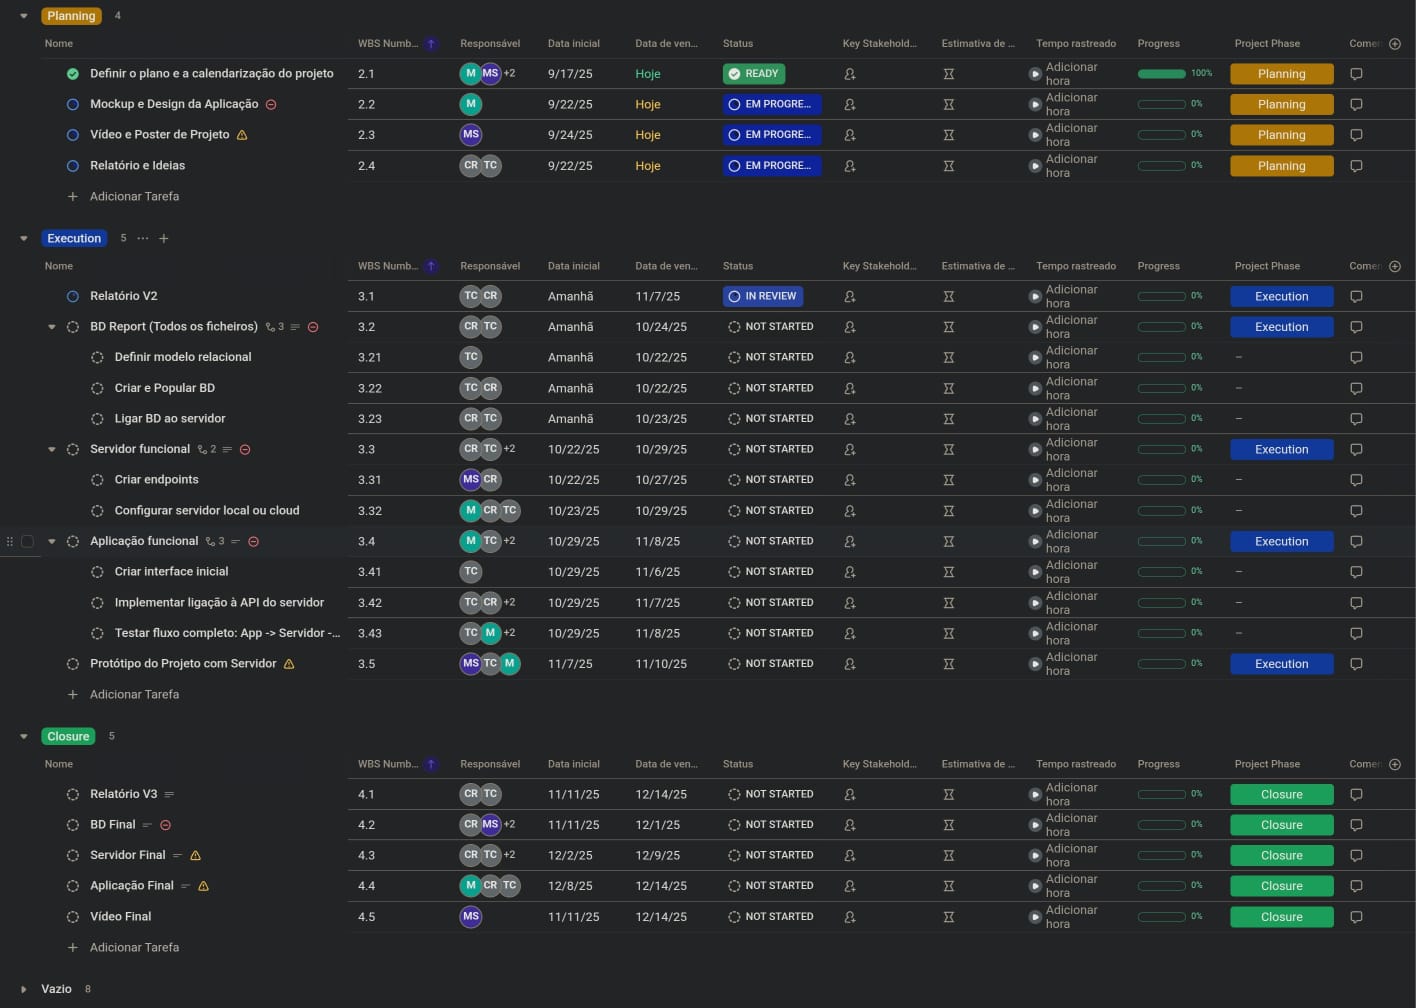 Planning 4
Nome WBS Numb... Responsável Data inicial Data de ven... Status Key Stakehold... Estimativa de ... Tempo rastreado Progress Project Phase Comen
Definir o plano e a calendarização do projeto 2.1 M MS +2 9/17/25 Hoje READY Adicionar hora 100% Planning
Mockup e Design da Aplicação 2.2 M 9/22/25 Hoje EM PROGRE... Adicionar hora 0% Planning
Vídeo e Poster de Projeto 2.3 MS 9/24/25 Hoje EM PROGRE... Adicionar hora 0% Planning
Relatório e Ideias 2.4 CR TC 9/22/25 Hoje EM PROGRE... Adicionar hora 0% Planning
+ Adicionar Tarefa
Execution 5 ... +
Nome WBS Numb... Responsável Data inicial Data de ven... Status Key Stakehold... Estimativa de ... Tempo rastreado Progress Project Phase Comen
Relatório V2 3.1 TC CR Amanhã 11/7/25 IN REVIEW Adicionar hora 0% Execution
BD Report (Todos os ficheiros) 3 3.2 CR TC Amanhã 10/24/25 NOT STARTED Adicionar hora 0% Execution
Definir modelo relacional 3.21 TC Amanhã 10/22/25 NOT STARTED Adicionar hora 0% –
Criar e Popular BD 3.22 TC CR Amanhã 10/22/25 NOT STARTED Adicionar hora 0% –
Ligar BD ao servidor 3.23 CR TC Amanhã 10/23/25 NOT STARTED Adicionar hora 0% –
Servidor funcional 2 3.3 CR TC +2 10/22/25 10/29/25 NOT STARTED Adicionar hora 0% Execution
Criar endpoints 3.31 MS CR 10/22/25 10/27/25 NOT STARTED Adicionar hora 0% –
Configurar servidor local ou cloud 3.32 M CR TC 10/23/25 10/29/25 NOT STARTED Adicionar hora 0% –
Aplicação funcional 3 3.4 M TC +2 10/29/25 11/8/25 NOT STARTED Adicionar hora 0% Execution
Criar interface inicial 3.41 TC 10/29/25 11/6/25 NOT STARTED Adicionar hora 0% –
Implementar ligação à API do servidor 3.42 TC CR +2 10/29/25 11/7/25 NOT STARTED Adicionar hora 0% –
Testar fluxo completo: App -> Servidor -... 3.43 TC M +2 10/29/25 11/8/25 NOT STARTED Adicionar hora 0% –
Protótipo do Projeto com Servidor 3.5 MS TC M 11/7/25 11/10/25 NOT STARTED Adicionar hora 0% Execution
+ Adicionar Tarefa
Closure 5
Nome WBS Numb... Responsável Data inicial Data de ven... Status Key Stakehold... Estimativa de ... Tempo rastreado Progress Project Phase Comen
Relatório V3 4.1 CR TC 11/11/25 12/14/25 NOT STARTED Adicionar hora 0% Closure
BD Final 4.2 CR MS +2 11/11/25 12/1/25 NOT STARTED Adicionar hora 0% Closure
Servidor Final 4.3 CR TC +2 12/2/25 12/9/25 NOT STARTED Adicionar hora 0% Closure
Aplicação Final 4.4 M CR TC 12/8/25 12/14/25 NOT STARTED Adicionar hora 0% Closure
Vídeo Final 4.5 MS 11/11/25 12/14/25 NOT STARTED Adicionar hora 0% Closure
+ Adicionar Tarefa
Vazio 8